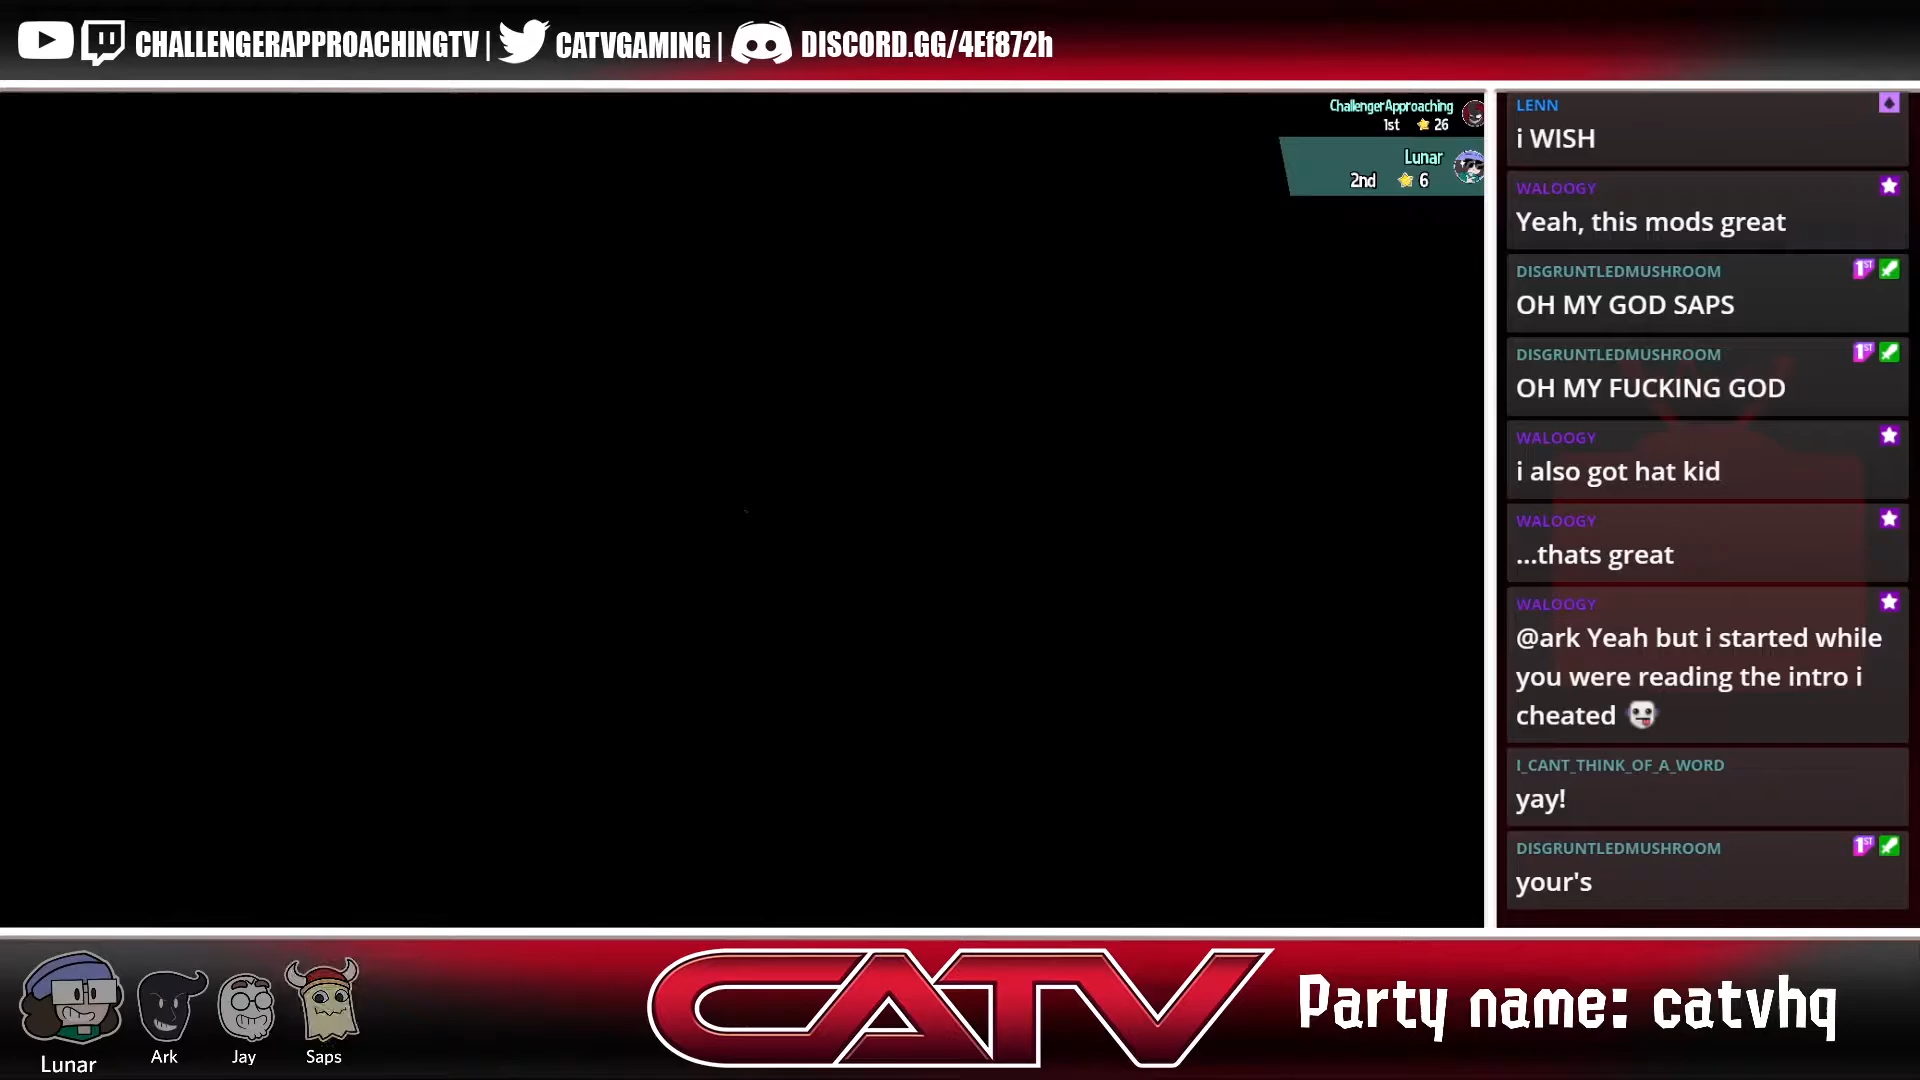 CHALLENGERAPPROACHINGTV | CATVGAMING | DISCORD.GG/4Ef872h
ChallengerApproaching
1st 26
Lunar
2nd 6
LENN
i WISH
WALOOGY
Yeah, this mods great
DISGRUNTLEDMUSHROOM
OH MY GOD SAPS
DISGRUNTLEDMUSHROOM
OH MY FUCKING GOD
WALOOGY
i also got hat kid
WALOOGY
...thats great
WALOOGY
@ark Yeah but i started while
you were reading the intro i
cheated
I_CANT_THINK_OF_A_WORD
yay!
DISGRUNTLEDMUSHROOM
your's
Lunar
Ark
Jay
Saps
CATV
Party name: catvhq